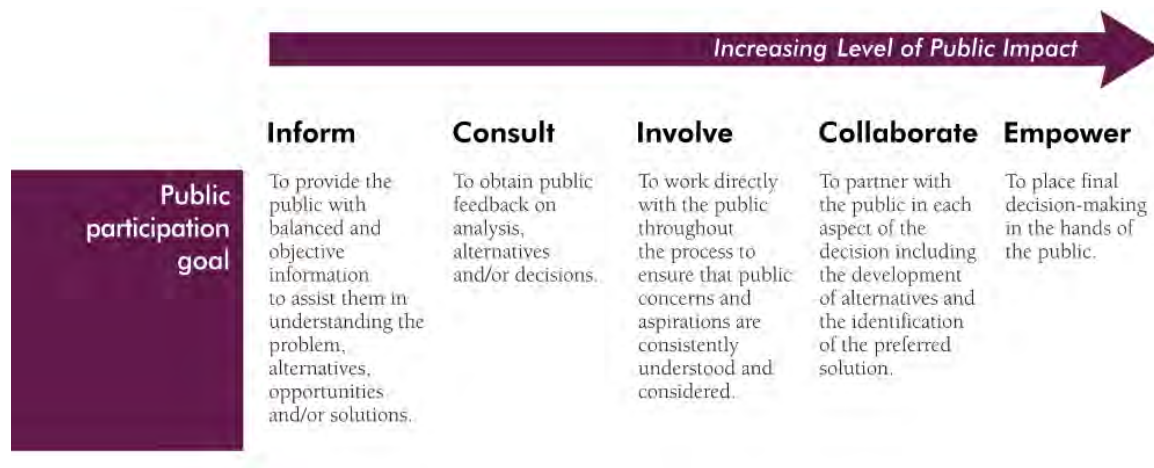 Increasing Level of Public Impact
Inform
Consult
Involve
Collaborate
Empower
Public
participation
goal
To provide the
public with
balanced and
objective
information
to assist them in
understanding the
problem,
alternatives,
opportunities
and/or solutions.
To obtain public
feedback on
analysis,
alternatives
and/or decisions.
To work directly
with the public
throughout
the process to
ensure that public
concerns and
aspirations are
consistently
understood and
considered.
To partner with
the public in each
aspect of the
decision including
the development
of alternatives and
the identification
of the preferred
solution.
To place final
decision-making
in the hands of
the public.